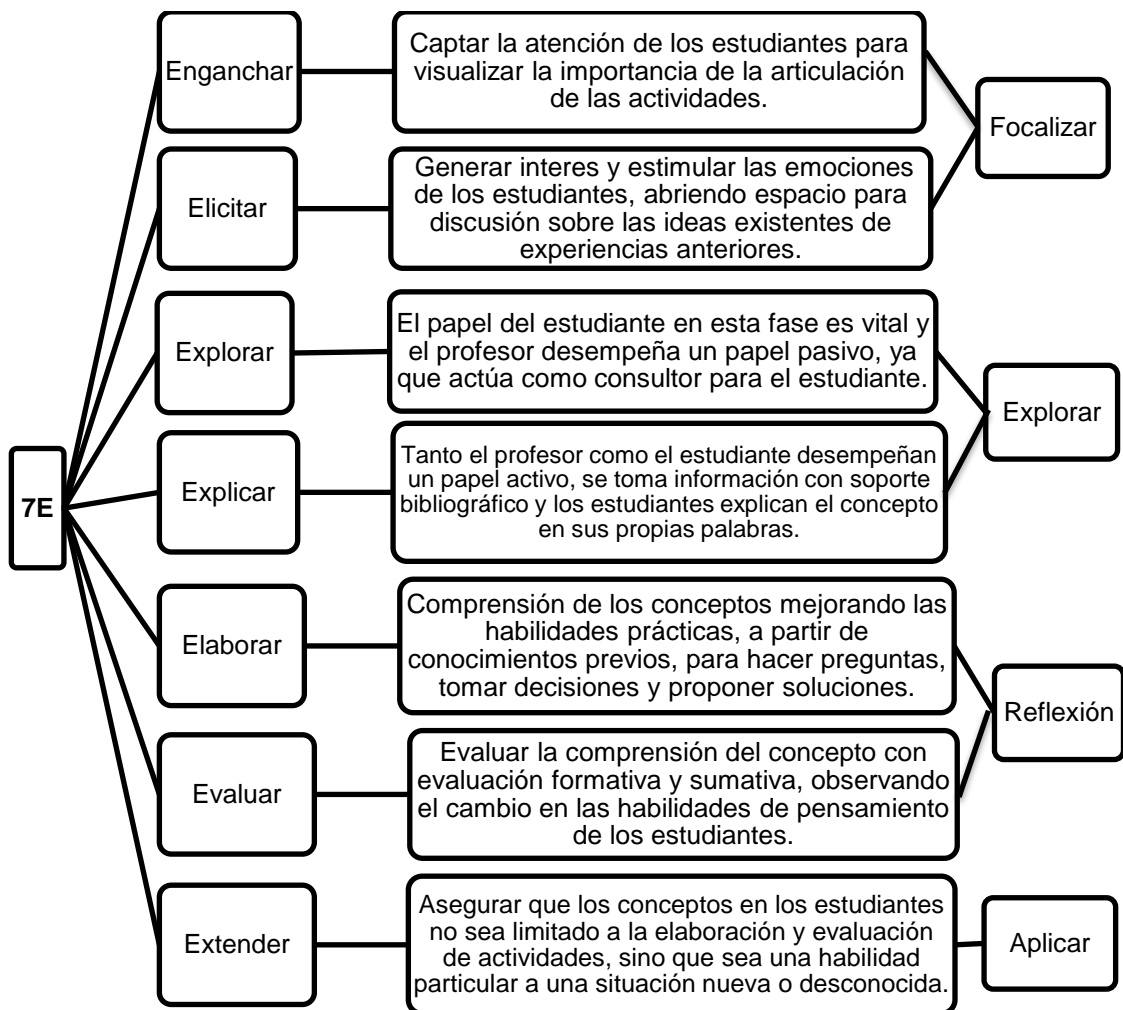 7E
Enganchar
Captar la atención de los estudiantes para
visualizar la importancia de la articulación
de las actividades.
Focalizar
Elicitar
Generar interes y estimular las emociones
de los estudiantes, abriendo espacio para
discusión sobre las ideas existentes de
experiencias anteriores.
Explorar
El papel del estudiante en esta fase es vital y
el profesor desempeña un papel pasivo, ya
que actúa como consultor para el estudiante.
Explorar
Explicar
Tanto el profesor como el estudiante desempeñan
un papel activo, se toma información con soporte
bibliográfico y los estudiantes explican el concepto
en sus propias palabras.
Elaborar
Comprensión de los conceptos mejorando las
habilidades prácticas, a partir de
conocimientos previos, para hacer preguntas,
tomar decisiones y proponer soluciones.
Reflexión
Evaluar
Evaluar la comprensión del concepto con
evaluación formativa y sumativa, observando
el cambio en las habilidades de pensamiento
de los estudiantes.
Extender
Asegurar que los conceptos en los estudiantes
no sea limitado a la elaboración y evaluación
de actividades, sino que sea una habilidad
particular a una situación nueva o desconocida.
Aplicar